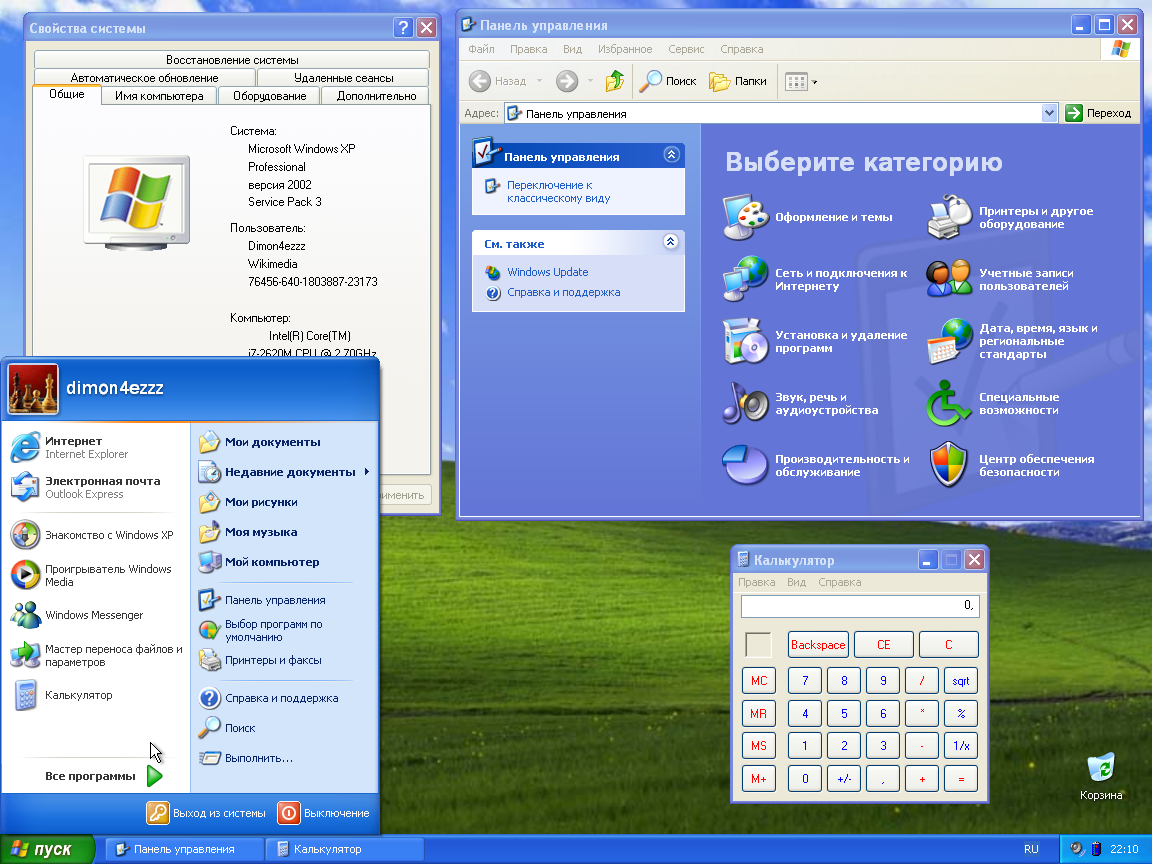 Свойства системы
Восстановление системы
Автоматическое обновление
Удаленные сеансы
Общие
Имя компьютера
Оборудование
Дополнительно
Система:
Microsoft Windows XP
Professional
версия 2002
Service Pack 3
Пользователь:
Dimon4ezzz
Wikimedia
76456-640-1803887-23173
Компьютер:
Intel(R) Core(TM)
i7-2620M CPU @ 2.70GHz
Панель управления
Файл Правка Вид Избранное Сервис Справка
Назад
Поиск
Папки
Адрес:
Панель управления
Переход
Панель управления
Переключение к
классическому виду
См. также
Windows Update
Справка и поддержка
Выберите категорию
Оформление и темы
Принтеры и другое
оборудование
Сеть и подключения к
Интернету
Учетные записи
пользователей
Установка и удаление
программ
Дата, время, язык и
региональные
стандарты
Звук, речь и
аудиоустройства
Специальные
возможности
Производительность и
обслуживание
Центр обеспечения
безопасности
dimon4ezzz
Интернет
Internet Explorer
Электронная почта
Outlook Express
Знакомство с Windows XP
Проигрыватель Windows
Media
Windows Messenger
Мастер переноса файлов и
параметров
Калькулятор
Все программы
Мои документы
Недавние документы
Мои рисунки
Моя музыка
Мой компьютер
Панель управления
Выбор программ по
умолчанию
Принтеры и факсы
Справка и поддержка
Поиск
Выполнить...
Выход из системы
Выключение
Калькулятор
Правка Вид Справка
0,
Backspace CE C
MC 7 8 9 / sqrt
MR 4 5 6 * %
MS 1 2 3 - 1/x
M+ 0 +/- , + =
Корзина
пуск
Панель управления
Калькулятор
RU
22:10